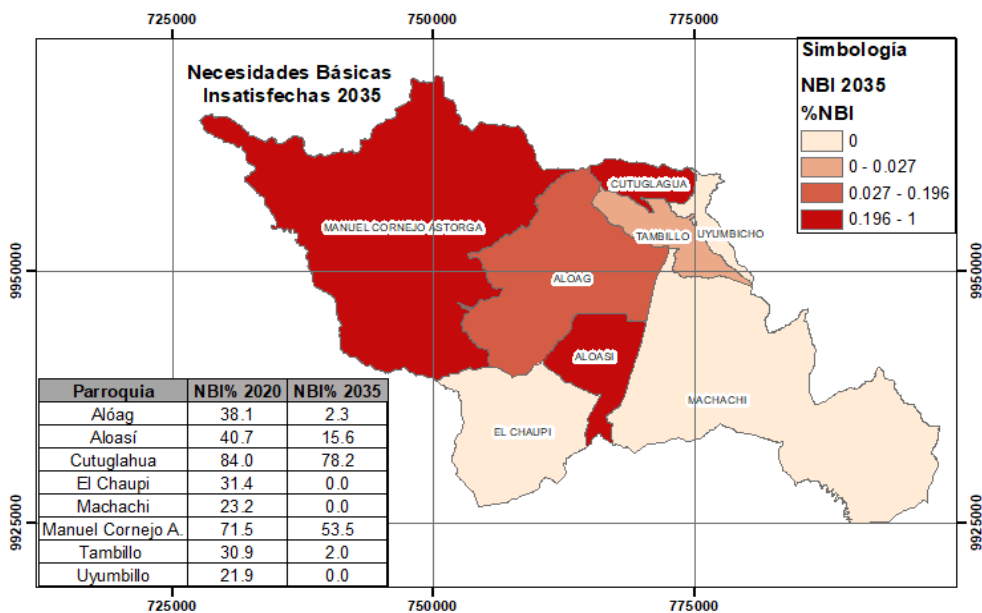 725000 750000 775000
Necesidades Básicas
Insatisfechas 2035
Simbología
NBI 2035
%NBI
0
0 - 0.027
0.027 - 0.196
0.196 - 1
CUTUGLAGUA
MANUEL CORNEJO ASTORGA
TAMBILLO
UYUMBICHO
9950000 9950000
ALOAG
ALOASI
MACHACHI
EL CHAUPI
Parroquia NBI% 2020 NBI% 2035
Alóag 38.1 2.3
Aloasí 40.7 15.6
Cutuglahua 84.0 78.2
El Chaupi 31.4 0.0
Machachi 23.2 0.0
Manuel Cornejo A. 71.5 53.5
Tambillo 30.9 2.0
Uyumbillo 21.9 0.0
9925000 9925000
725000 750000 775000